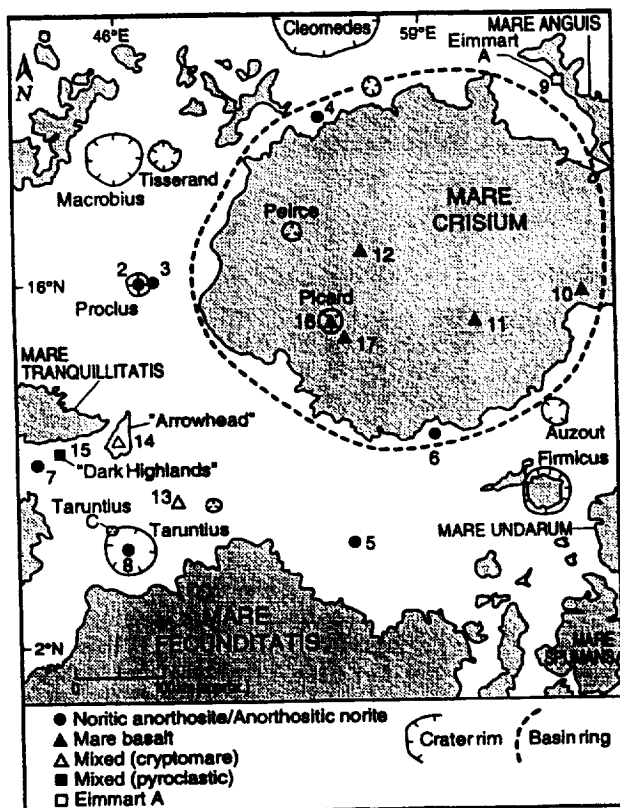 46°E
59°E
Cleomedes
MARE ANGUIS
Eimmart
A
9
N
4
Macrobius
Tisserand
MARE
CRISIUM
Peirce
12
16°N
2
3
Proclus
10
Picard
16
17
11
MARE
TRANQUILLITATIS
"Arrowhead"
14
15
"Dark Highlands"
7
6
Auzout
Firmicus
13
Taruntius
C
Taruntius
8
5
MARE UNDARUM
MARE
FECUNDITATIS
2°N
MARE
SPUMANS
0
Noritic anorthosite/Anorthositic norite
Mare basalt
Mixed (cryptomare)
Mixed (pyroclastic)
Eimmart A
Crater rim
Basin ring